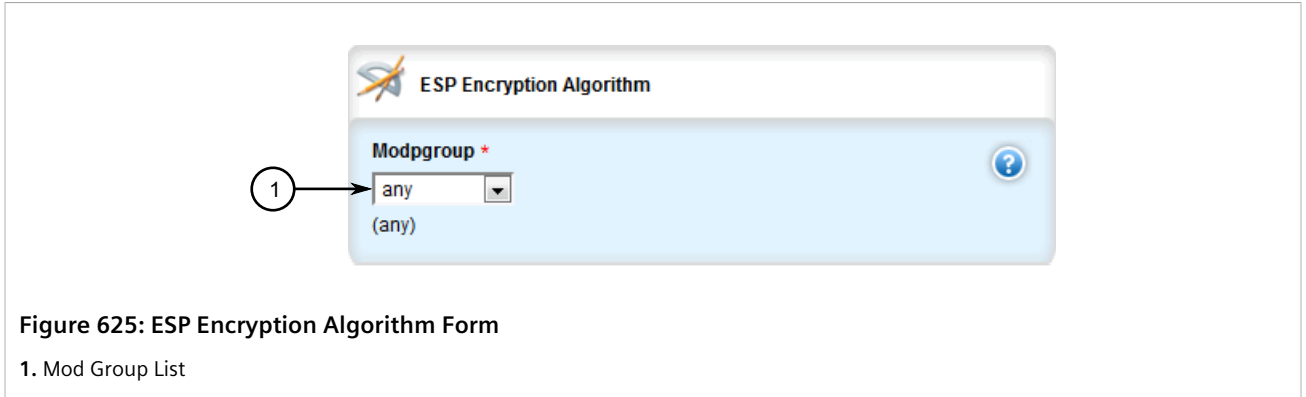 ESP Encryption Algorithm
Modpgroup *
1
any
?
(any)
Figure 625: ESP Encryption Algorithm Form
1. Mod Group List